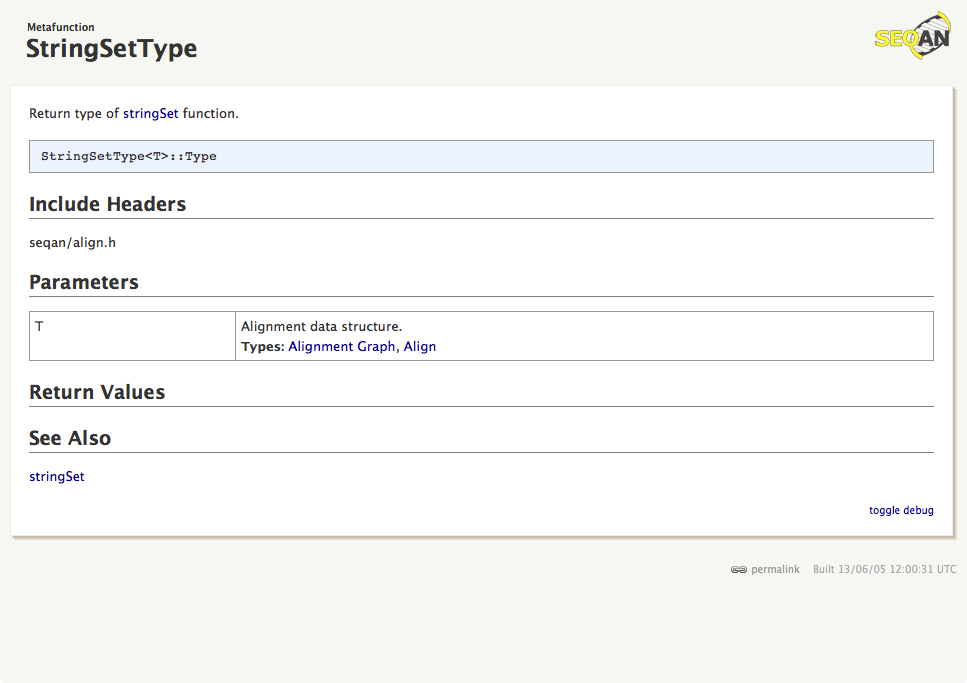 Metafunction
StringSetType
SEQAN
Return type of stringSet function.
StringSetType<T>::Type
Include Headers
seqan/align.h
Parameters
T
Alignment data structure.
Types: Alignment Graph, Align
Return Values
See Also
stringSet
toggle debug
permalink Built 13/06/05 12:00:31 UTC